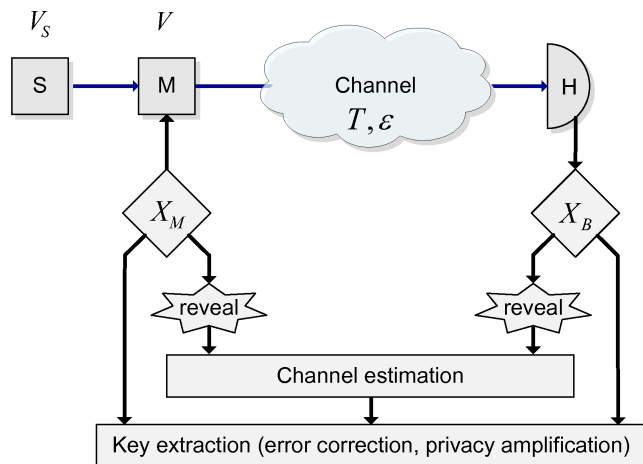 V_S V
S M Channel H
T, ε
X_M X_B
reveal reveal
Channel estimation
Key extraction (error correction, privacy amplification)